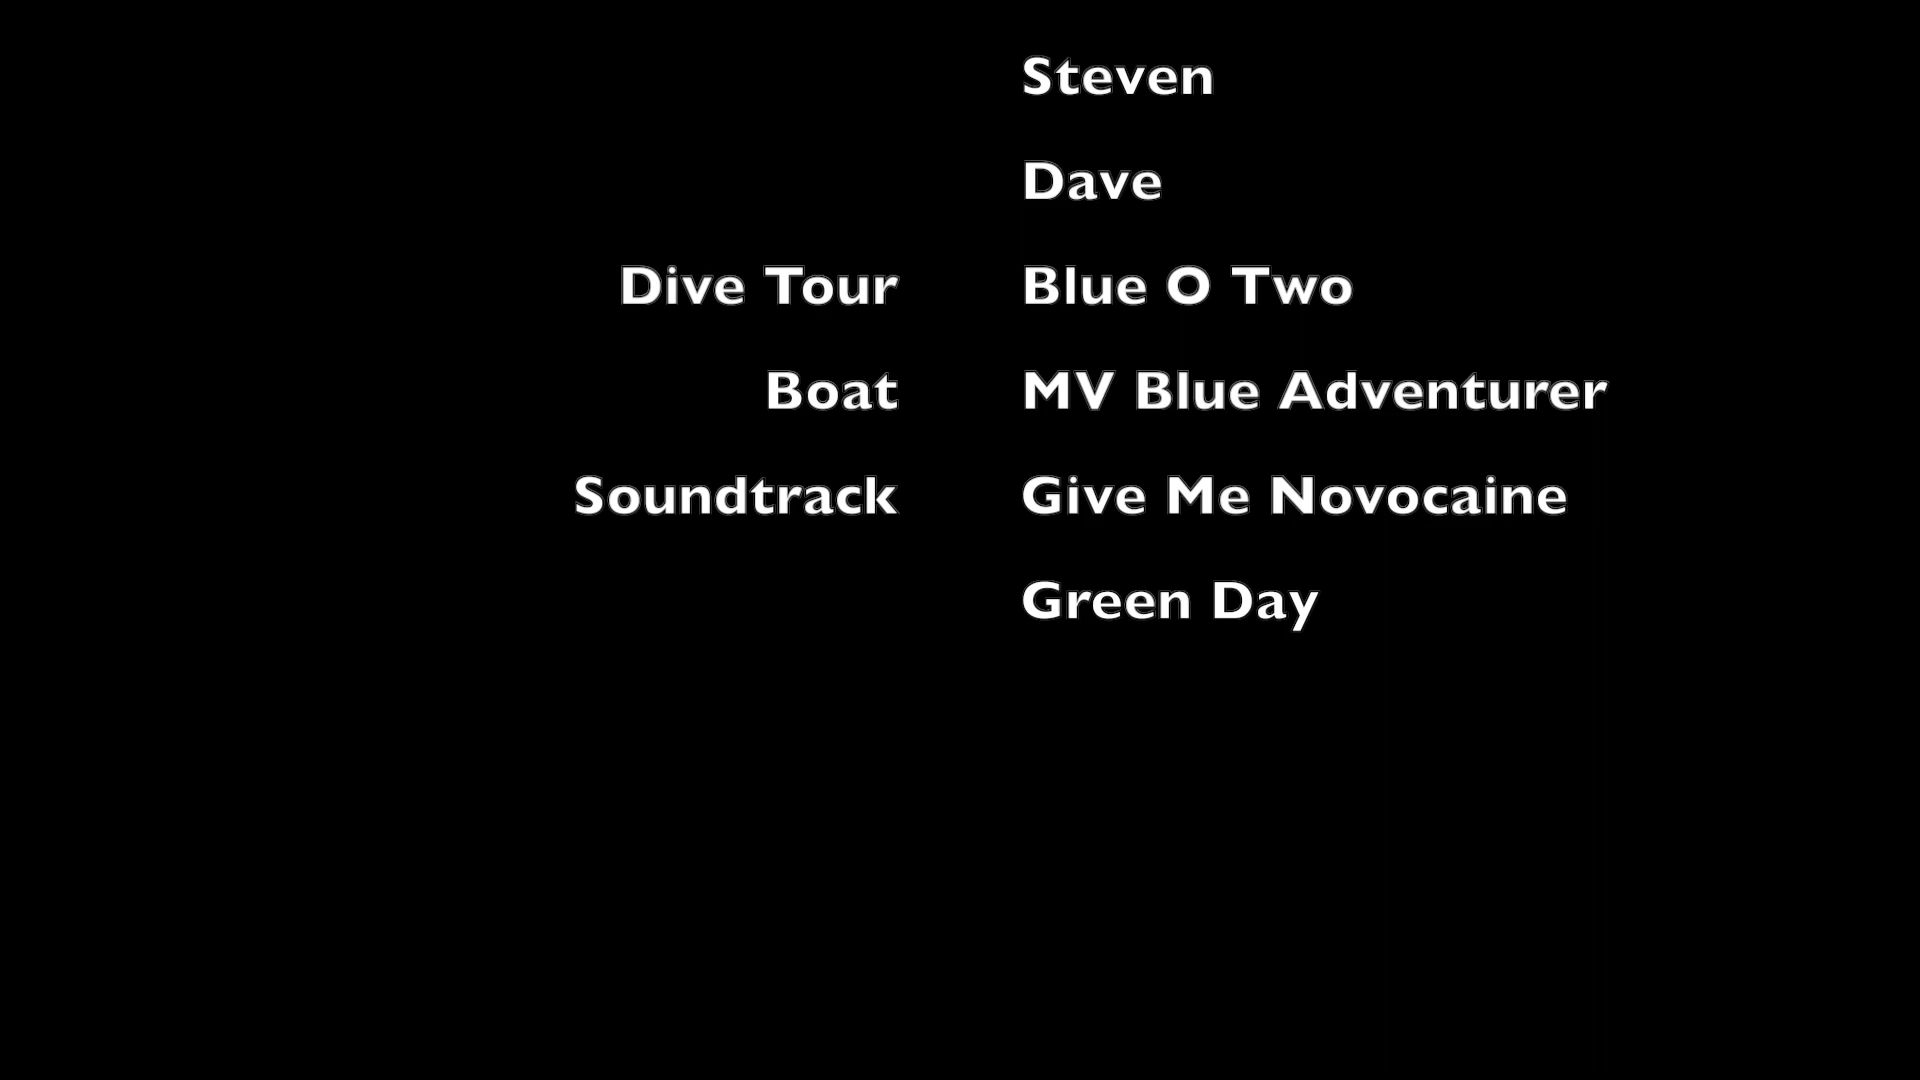 Steven
Dave
Dive Tour Blue O Two
Boat MV Blue Adventurer
Soundtrack Give Me Novocaine
Green Day